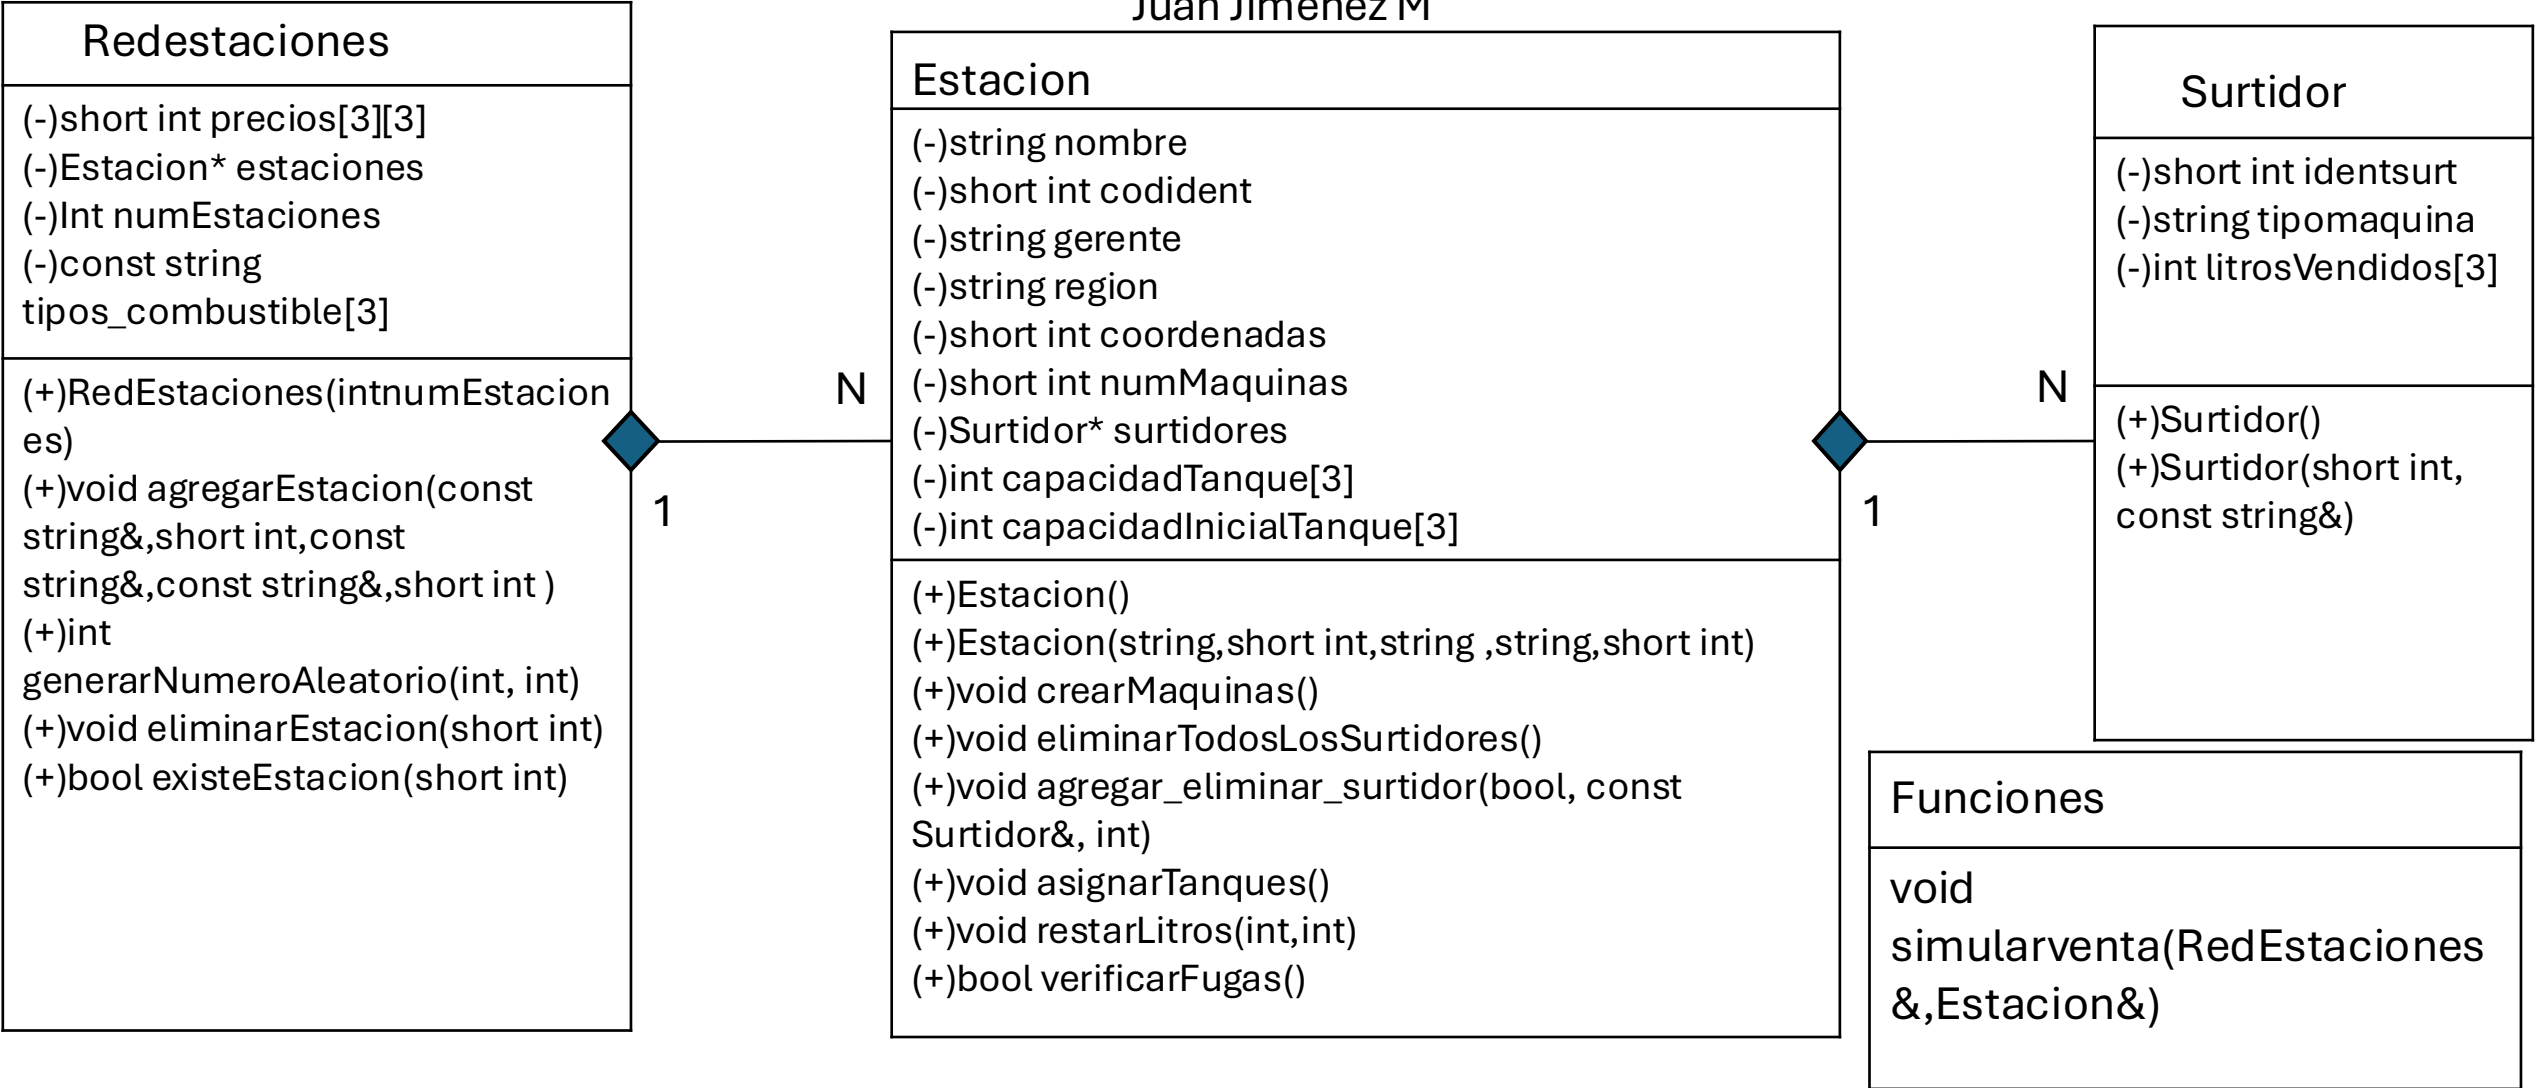 Juan Jimenez M
Redestaciones
(-)short int precios[3][3]
(-)Estacion* estaciones
(-)Int numEstaciones
(-)const string
tipos_combustible[3]
(+)RedEstaciones(intnumEstacion
es)
(+)void agregarEstacion(const
string&,short int,const
string&,const string&,short int )
(+)int
generarNumeroAleatorio(int, int)
(+)void eliminarEstacion(short int)
(+)bool existeEstacion(short int)
N
1
Estacion
(-)string nombre
(-)short int codident
(-)string gerente
(-)string region
(-)short int coordenadas
(-)short int numMaquinas
(-)Surtidor* surtidores
(-)int capacidadTanque[3]
(-)int capacidadInicialTanque[3]
(+)Estacion()
(+)Estacion(string,short int,string ,string,short int)
(+)void crearMaquinas()
(+)void eliminarTodosLosSurtidores()
(+)void agregar_eliminar_surtidor(bool, const
Surtidor&, int)
(+)void asignarTanques()
(+)void restarLitros(int,int)
(+)bool verificarFugas()
N
1
Surtidor
(-)short int identsurt
(-)string tipomaquina
(-)int litrosVendidos[3]
(+)Surtidor()
(+)Surtidor(short int,
const string&)
Funciones
void
simularventa(RedEstaciones
&,Estacion&)